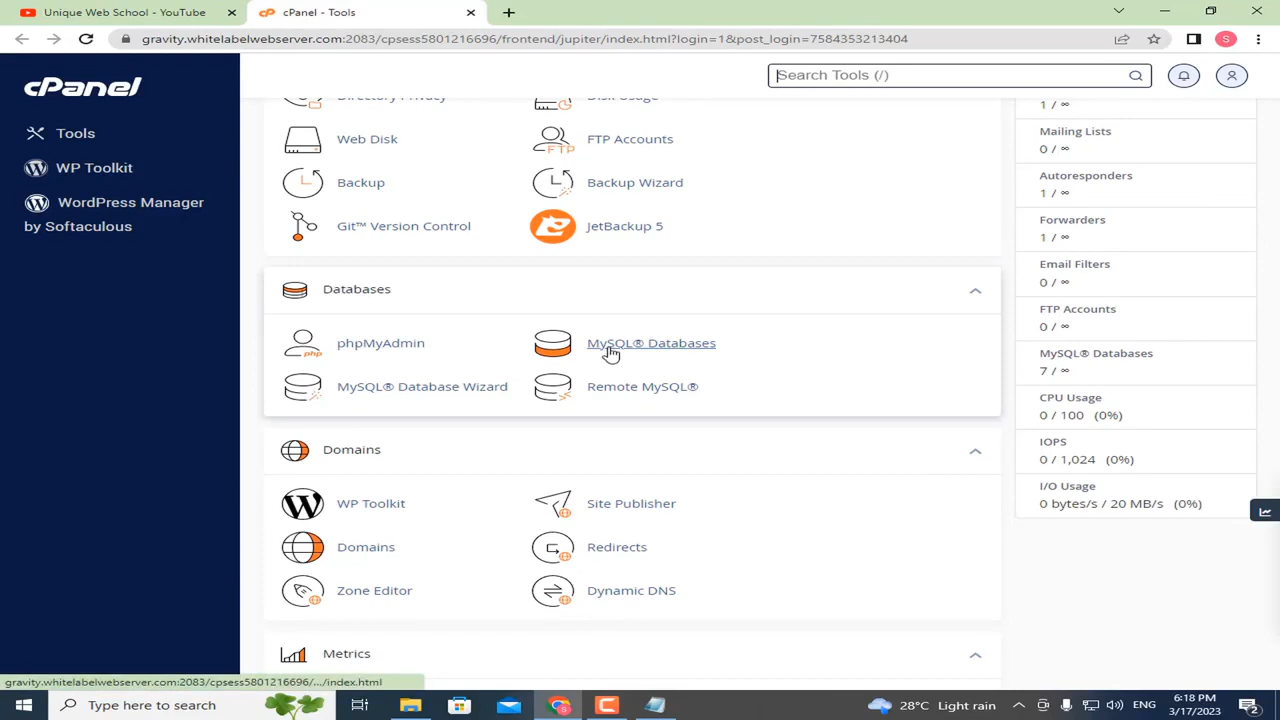 Unique Web School - YouTube
cPanel - Tools
gravity.whitelabelwebserver.com:2083/cpsess5801216696/frontend/jupiter/index.html?login=1&post_login=7584353213404
S
cPanel
Search Tools (/)
Tools
WP Toolkit
WordPress Manager
by Softaculous
Directory Privacy
Disk Usage
Web Disk
FTP
FTP Accounts
Backup
Backup Wizard
Git™ Version Control
JetBackup 5
Databases
php
phpMyAdmin
MySQL® Databases
MySQL® Database Wizard
Remote MySQL®
Domains
WP Toolkit
Site Publisher
Domains
Redirects
Zone Editor
Dynamic DNS
Metrics
1 / ∞
Mailing Lists
0 / ∞
Autoresponders
1 / ∞
Forwarders
1 / ∞
Email Filters
0 / ∞
FTP Accounts
0 / ∞
MySQL® Databases
7 / ∞
CPU Usage
0 / 100 (0%)
IOPS
0 / 1,024 (0%)
I/O Usage
0 bytes/s / 20 MB/s (0%)
gravity.whitelabelwebserver.com:2083/cpsess5801216696/.../index.html
Type here to search
28°C Light rain
ENG
6:18 PM
3/17/2023
2